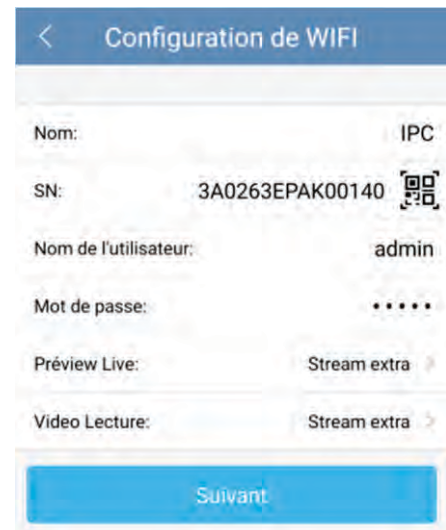 Configuration de WIFI
Nom: IPC
SN: 3A0263EPAK00140
Nom de l'utilisateur: admin
Mot de passe: •••••
Préview Live: Stream extra
Video Lecture: Stream extra
Suivant